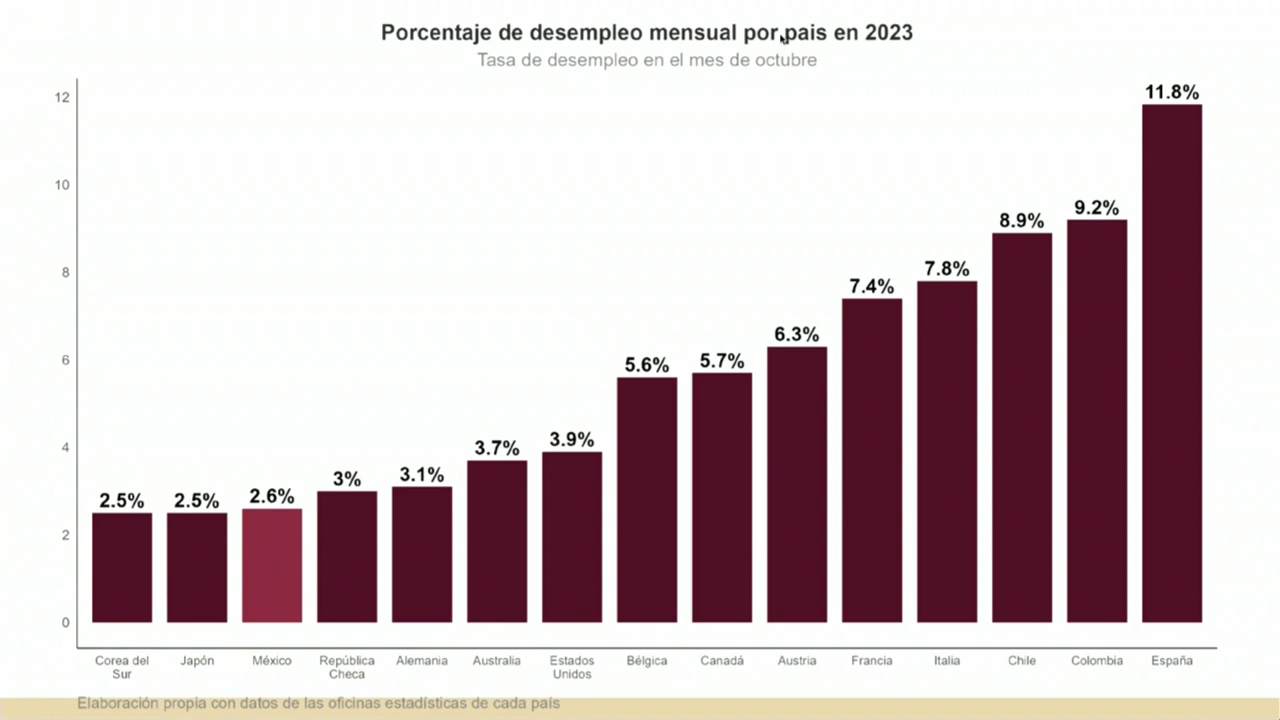 Porcentaje de desempleo mensual por pais en 2023
Tasa de desempleo en el mes de octubre
12
10
8
6
4
2
0
2.5%
2.5%
2.6%
3%
3.1%
3.7%
3.9%
5.6%
5.7%
6.3%
7.4%
7.8%
8.9%
9.2%
11.8%
Corea del
Sur
Japón
México
República
Checa
Alemania
Australia
Estados
Unidos
Bélgica
Canadá
Austria
Francia
Italia
Chile
Colombia
España
Elaboración propia con datos de las oficinas estadísticas de cada país